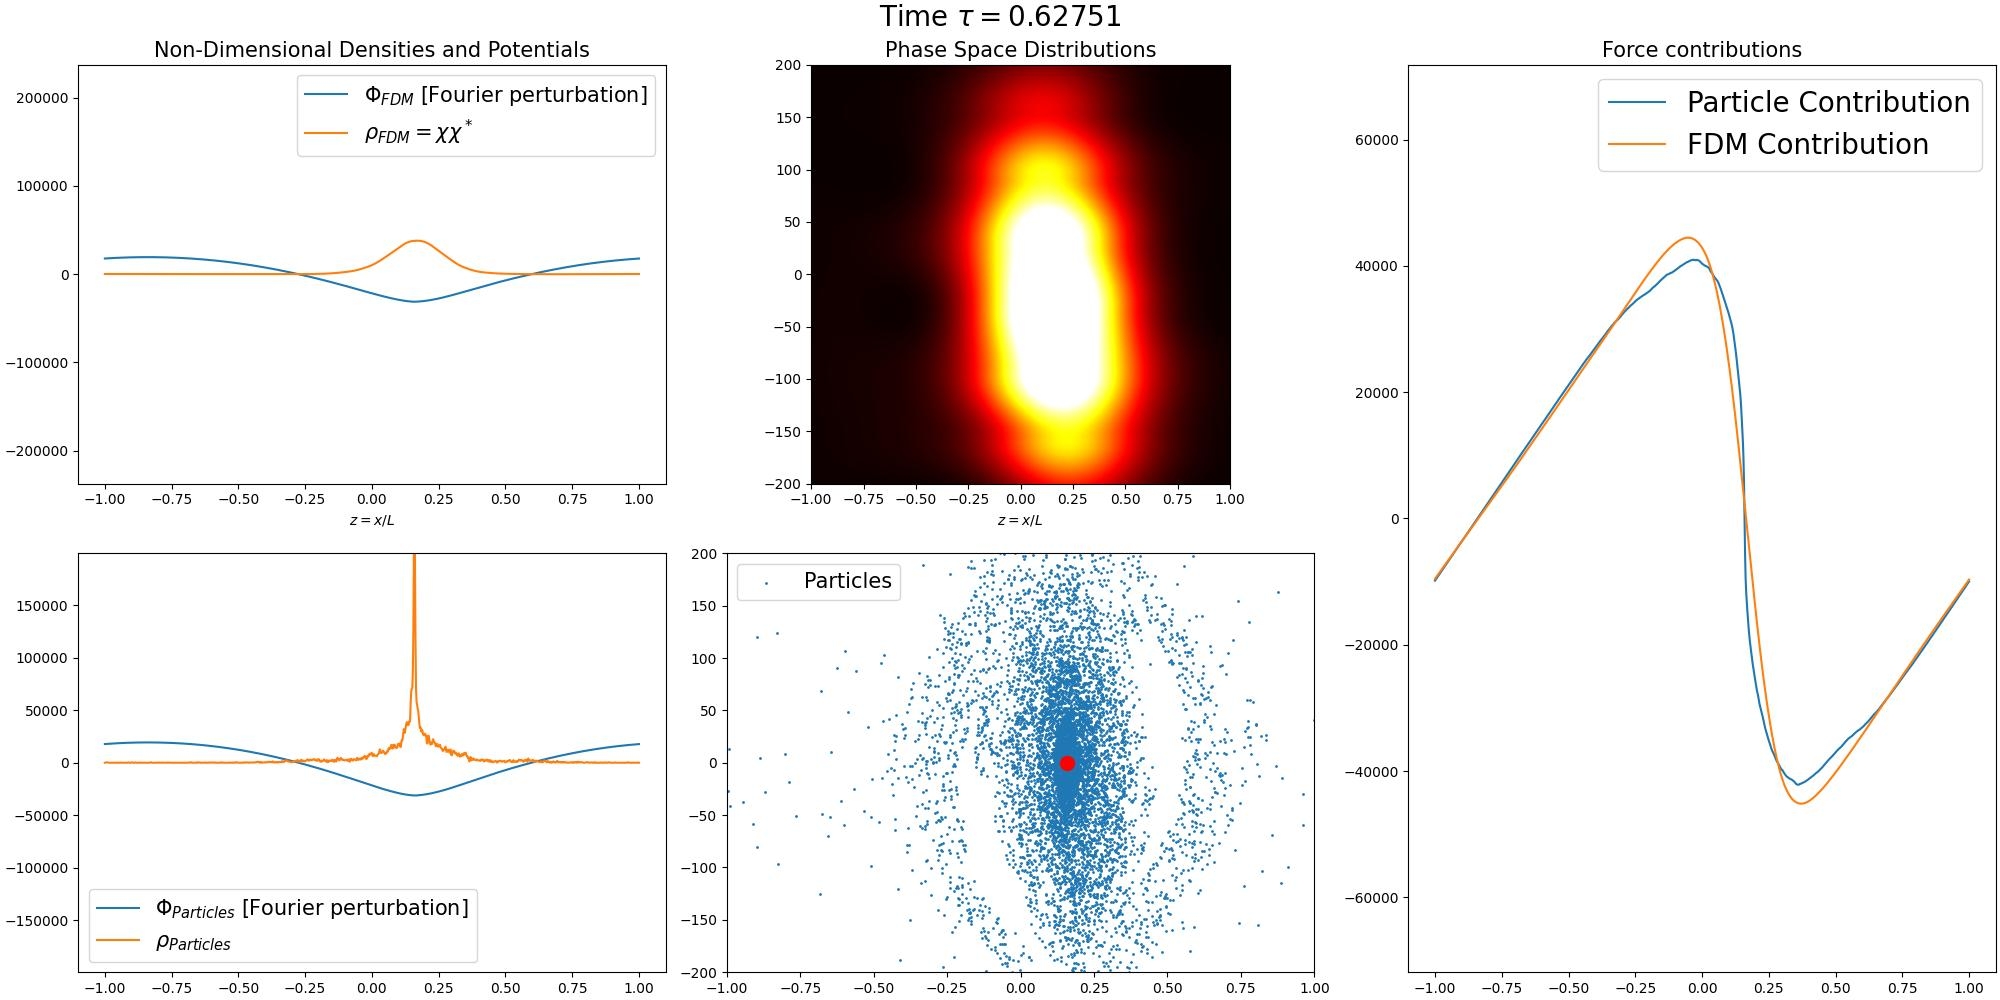 Time τ = 0.62751
Non-Dimensional Densities and Potentials
Φ_FDM [Fourier perturbation]
ρ_FDM = χχ*
200000
100000
0
−100000
−200000
−1.00 −0.75 −0.50 −0.25 0.00 0.25 0.50 0.75 1.00
z = x/L
Phase Space Distributions
200
150
100
50
0
−50
−100
−150
−200
−1.00 −0.75 −0.50 −0.25 0.00 0.25 0.50 0.75 1.00
z = x/L
Force contributions
Particle Contribution
FDM Contribution
60000
40000
20000
0
−20000
−40000
−60000
−1.00 −0.75 −0.50 −0.25 0.00 0.25 0.50 0.75 1.00
150000
100000
50000
0
−50000
−100000
−150000
Φ_Particles [Fourier perturbation]
ρ_Particles
−1.00 −0.75 −0.50 −0.25 0.00 0.25 0.50 0.75 1.00
Particles
200
150
100
50
0
−50
−100
−150
−200
−1.00 −0.75 −0.50 −0.25 0.00 0.25 0.50 0.75 1.00